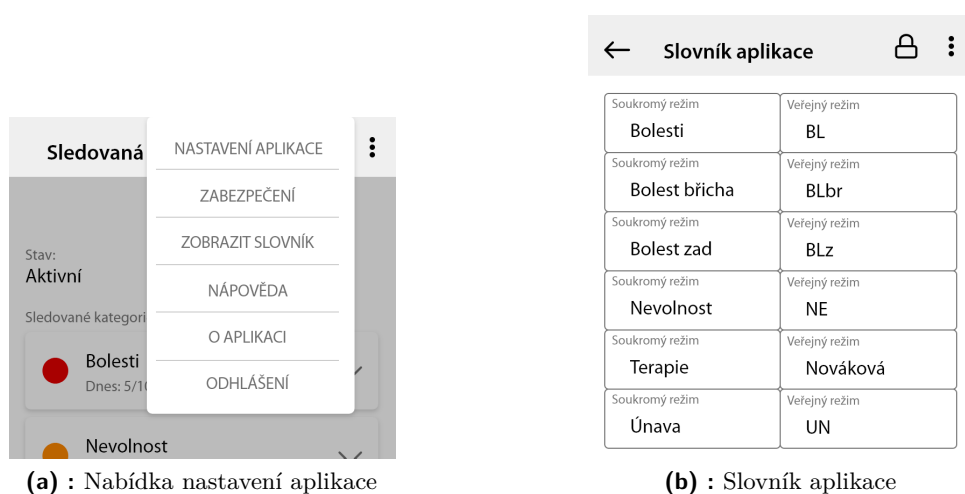 Sledovaná
NASTAVENÍ APLIKACE
ZABEZPEČENÍ
ZOBRAZIT SLOVNÍK
NÁPOVĚDA
O APLIKACI
ODHLÁŠENÍ
Stav:
Aktivní
Sledované
Bolesti
Dnes:
Nevolnost
(a) : Nabídka nastavení aplikace
Slovník aplikace
Soukromý režim Veřejný režim
Bolesti BL
Soukromý režim Veřejný režim
Bolest břicha BLbr
Soukromý režim Veřejný režim
Bolest zad BLz
Soukromý režim Veřejný režim
Nevolnost NE
Soukromý režim Veřejný režim
Terapie Nováková
Soukromý režim Veřejný režim
Únava UN
(b) : Slovník aplikace